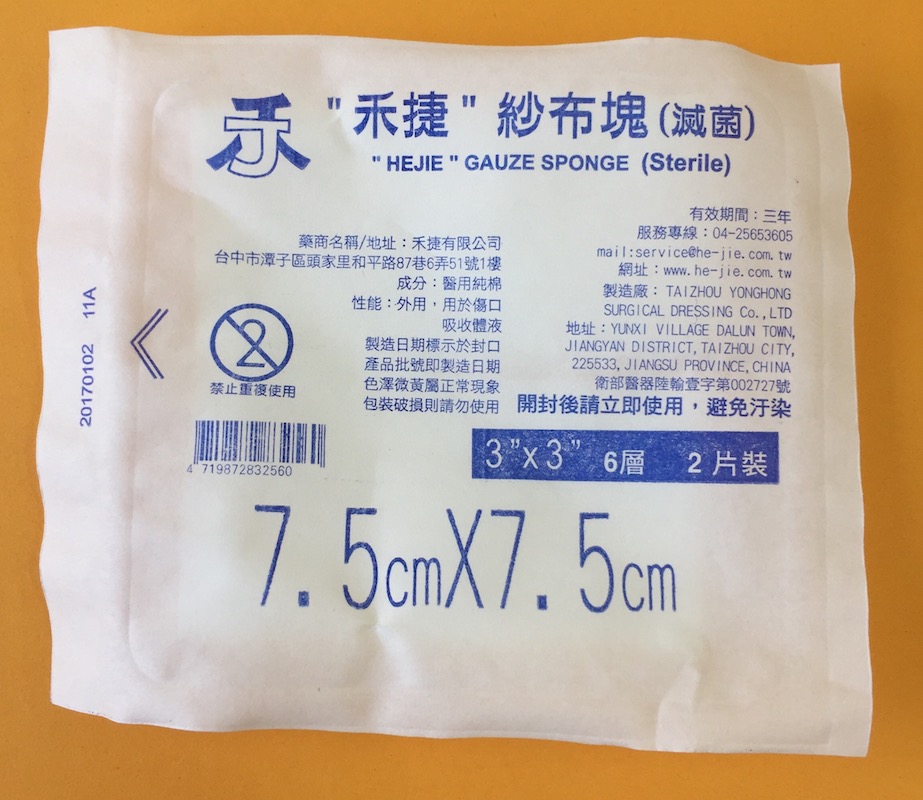 "禾捷" 紗布塊(滅菌)
"HEJIE" GAUZE SPONGE (Sterile)
藥商名稱/地址：禾捷有限公司
台中市潭子區頭家里和平路87巷6弄51號1樓
成分：醫用純棉
性能：外用，用於傷口
吸收體液
製造日期標示於封口
產品批號即製造日期
色澤微黃屬正常現象
包裝破損則請勿使用
有效期間：三年
服務專線：04-25653605
mail:service@he-jie.com.tw
網址：www.he-jie.com.tw
製造廠： TAIZHOU YONGHONG
SURGICAL DRESSING Co.,LTD
地址：YUNXI VILLAGE DALUN TOWN,
JIANGYAN DISTRICT, TAIZHOU CITY,
225533, JIANGSU PROVINCE, CHINA
衛部醫器陸輸壹字第002727號
開封後請立即使用，避免汙染
2
禁止重複使用
20170102 11A
4 719872832560
3”x3” 6層 2片裝
7.5cmX7.5cm